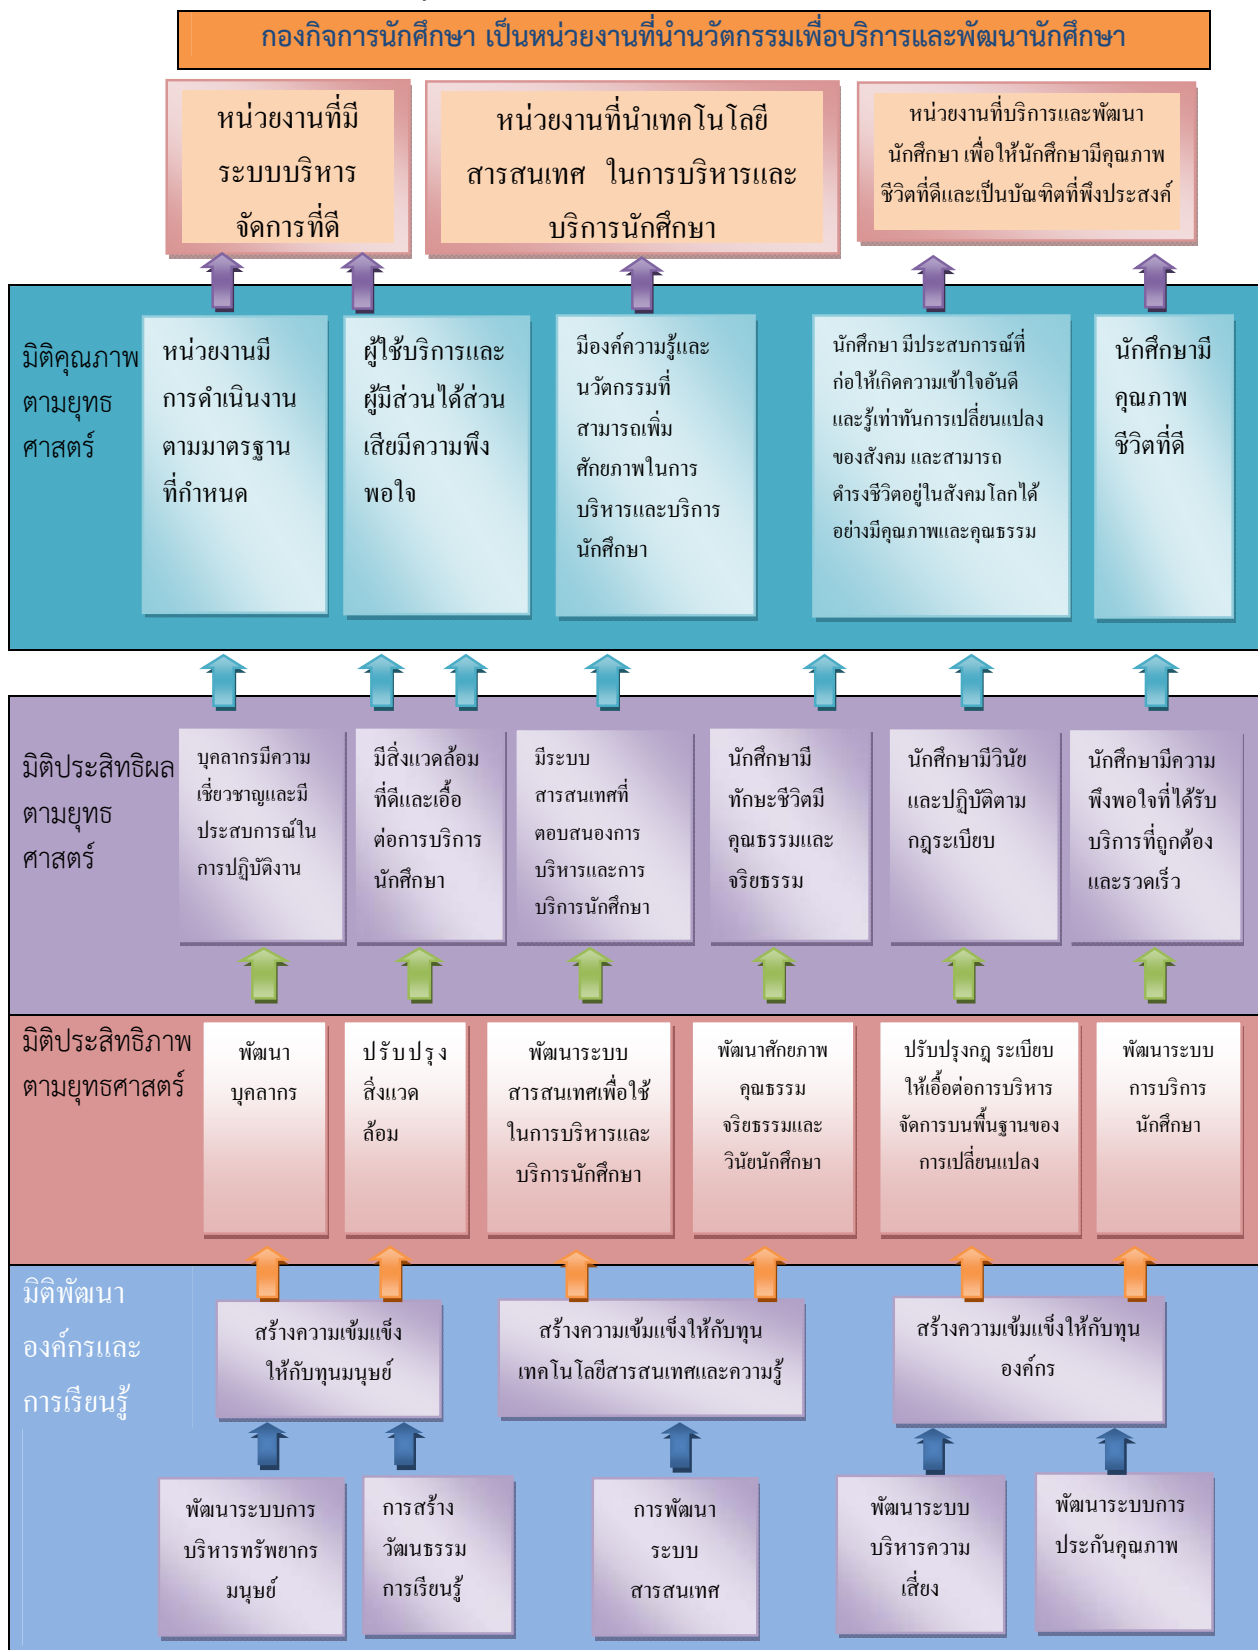 กองกิจการนักศึกษา เป็นหน่วยงานที่นำนวัตกรรมเพื่อบริการและพัฒนานักศึกษา
หน่วยงานที่มี
ระบบบริหาร
จัดการที่ดี
หน่วยงานที่นำเทคโนโลยี
สารสนเทศ ในการบริหารและ
บริการนักศึกษา
หน่วยงานที่บริการและพัฒนา
นักศึกษา เพื่อให้นักศึกษามีคุณภาพ
ชีวิตที่ดีและเป็นบัณฑิตที่พึงประสงค์
มิติคุณภาพ
ตามยุทธ
ศาสตร์
หน่วยงานมี
การดำเนินงาน
ตามมาตรฐาน
ที่กำหนด
ผู้ใช้บริการและ
ผู้มีส่วนได้ส่วน
เสียมีความพึง
พอใจ
มีองค์ความรู้และ
นวัตกรรมที่
สามารถเพิ่ม
ศักยภาพในการ
บริหารและบริการ
นักศึกษา
นักศึกษา มีประสบการณ์ที่
ก่อให้เกิดความเข้าใจอันดี
และรู้เท่าทันการเปลี่ยนแปลง
ของสังคม และสามารถ
ดำรงชีวิตอยู่ในสังคมโลกได้
อย่างมีคุณภาพและคุณธรรม
นักศึกษามี
คุณภาพ
ชีวิตที่ดี
มิติประสิทธิผล
ตามยุทธ
ศาสตร์
บุคลากรมีความ
เชี่ยวชาญและมี
ประสบการณ์ใน
การปฏิบัติงาน
มีสิ่งแวดล้อม
ที่ดีและเอื้อ
ต่อการบริการ
นักศึกษา
มีระบบ
สารสนเทศที่
ตอบสนองการ
บริหารและการ
บริการนักศึกษา
นักศึกษามี
ทักษะชีวิตมี
คุณธรรมและ
จริยธรรม
นักศึกษามีวินัย
และปฏิบัติตาม
กฎระเบียบ
นักศึกษามีความ
พึงพอใจที่ได้รับ
บริการที่ถูกต้อง
และรวดเร็ว
มิติประสิทธิภาพ
ตามยุทธศาสตร์
พัฒนา
บุคลากร
ปรับปรุง
สิ่งแวด
ล้อม
พัฒนาระบบ
สารสนเทศเพื่อใช้
ในการบริหารและ
บริการนักศึกษา
พัฒนาศักยภาพ
คุณธรรม
จริยธรรมและ
วินัยนักศึกษา
ปรับปรุงกฎ ระเบียบ
ให้เอื้อต่อการบริหาร
จัดการบนพื้นฐานของ
การเปลี่ยนแปลง
พัฒนาระบบ
การบริการ
นักศึกษา
มิติพัฒนา
องค์กรและ
การเรียนรู้
สร้างความเข้มแข็ง
ให้กับทุนมนุษย์
สร้างความเข้มแข็งให้กับทุน
เทคโนโลยีสารสนเทศและความรู้
สร้างความเข้มแข็งให้กับทุน
องค์กร
พัฒนาระบบการ
บริหารทรัพยากร
มนุษย์
การสร้าง
วัฒนธรรม
การเรียนรู้
การพัฒนา
ระบบ
สารสนเทศ
พัฒนาระบบ
บริหารความ
เสี่ยง
พัฒนาระบบการ
ประกันคุณภาพ